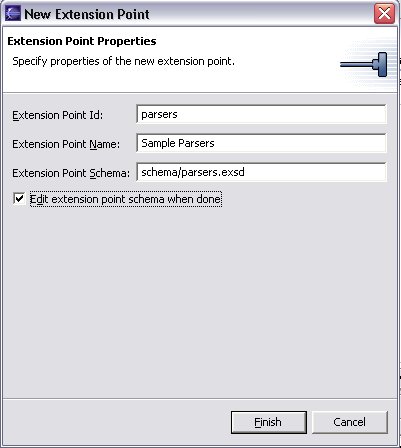 New Extension Point
Extension Point Properties
Specify properties of the new extension point.
Extension Point Id: parsers
Extension Point Name: Sample Parsers
Extension Point Schema: schema/parsers.exsd
Edit extension point schema when done
Finish Cancel